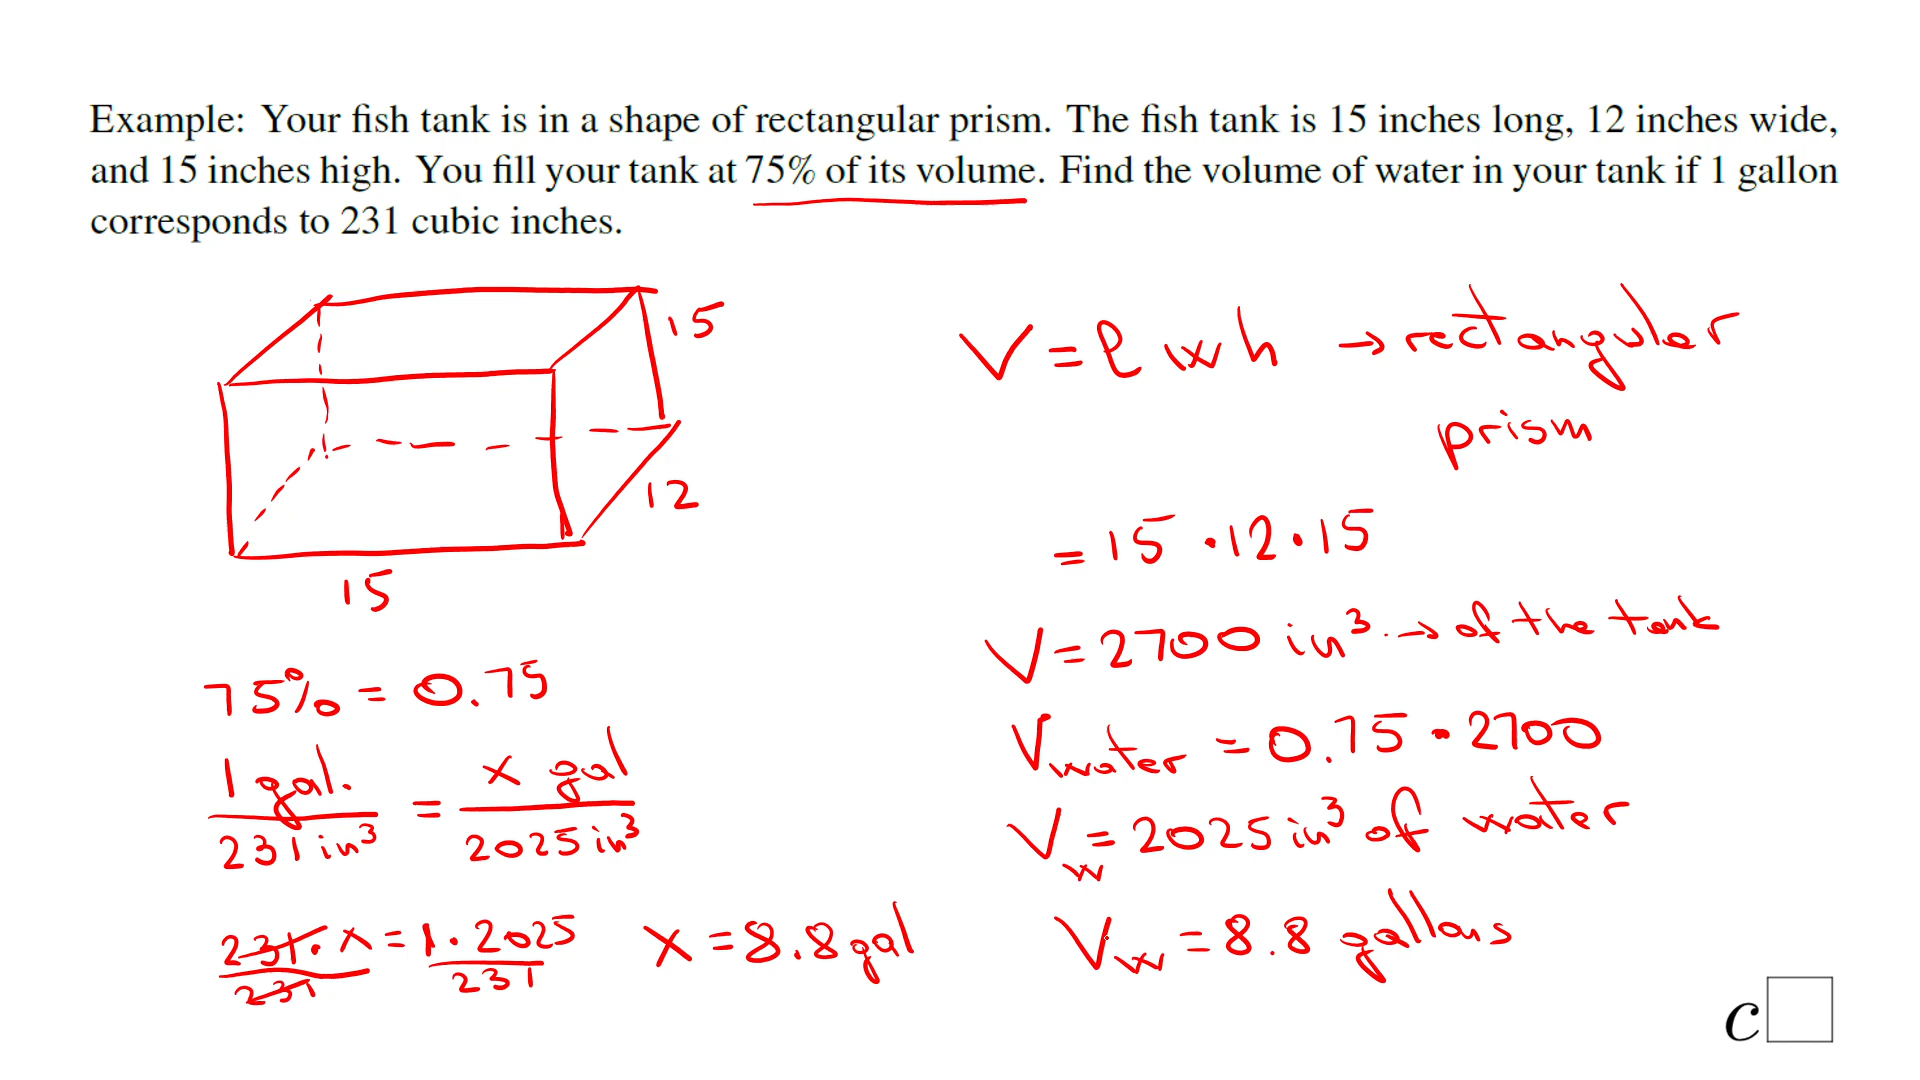 Example: Your fish tank is in a shape of rectangular prism. The fish tank is 15 inches long, 12 inches wide,
and 15 inches high. You fill your tank at 75% of its volume. Find the volume of water in your tank if 1 gallon
corresponds to 231 cubic inches.
15
12
15
V = l w h → rectangular
prism
= 15 · 12 · 15
V = 2700 in³ . → of the tank
75% = 0.75
V water = 0.75 · 2700
1 gal. / 231 in³ = x gal / 2025 in³
V w = 2025 in³ of water
231 · x / 231 = 1 · 2025 / 231 x = 8.8 gal
V w = 8.8 gallons
C